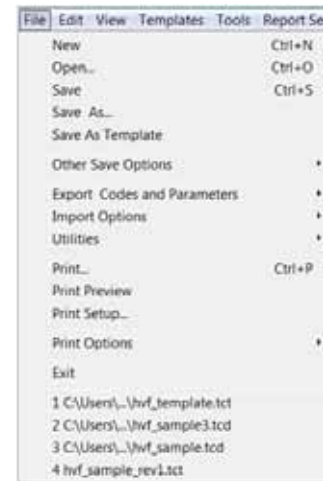 File Edit View Templates Tools Report Se
New Ctrl+N
Open... Ctrl+O
Save Ctrl+S
Save As...
Save As Template
Other Save Options
Export Codes and Parameters
Import Options
Utilities
Print... Ctrl+P
Print Preview
Print Setup...
Print Options
Exit
1 C:\Users\...\hvf_template.tct
2 C:\Users\...\hvf_sample3.tcd
3 C:\Users\...\hvf_sample.tcd
4 hvf_sample_rev1.tct